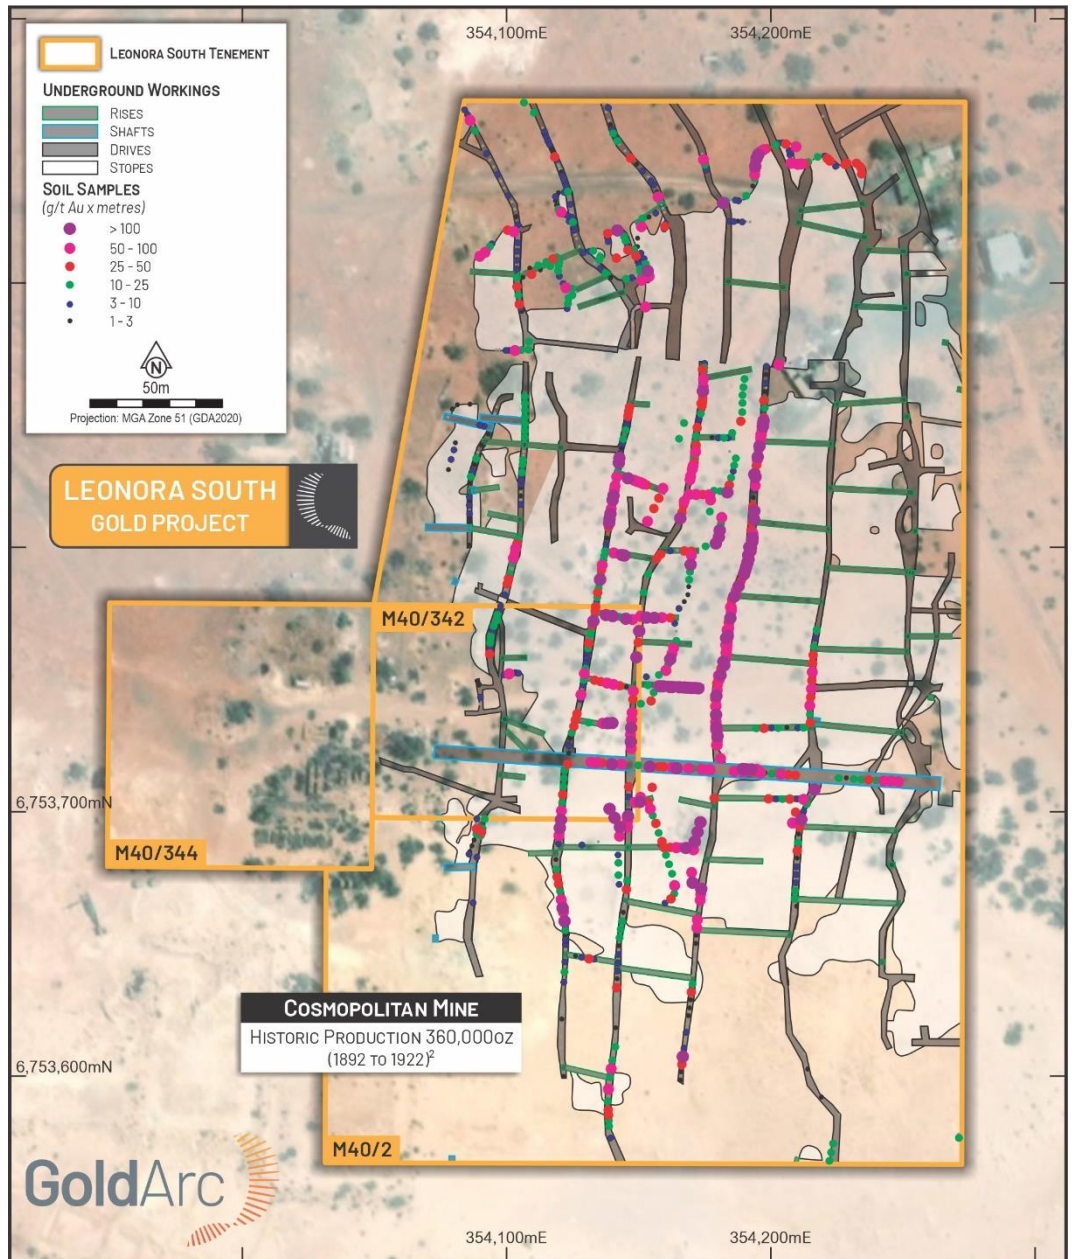 354,100mE
354,200mE
LEONORA SOUTH TENEMENT
UNDERGROUND WORKINGS
RISES
SHAFTS
DRIVES
STOPES
SOIL SAMPLES
(g/t Au x metres)
> 100
50 - 100
25 - 50
10 - 25
3 - 10
1 - 3
N
50m
Projection: MGA Zone 51 (GDA2020)
LEONORA SOUTH
GOLD PROJECT
M40/342
6,753,700mN
M40/344
COSMOPOLITAN MINE
HISTORIC PRODUCTION 360,000OZ
(1892 TO 1922)²
6,753,600mN
M40/2
GoldArc
354,100mE
354,200mE